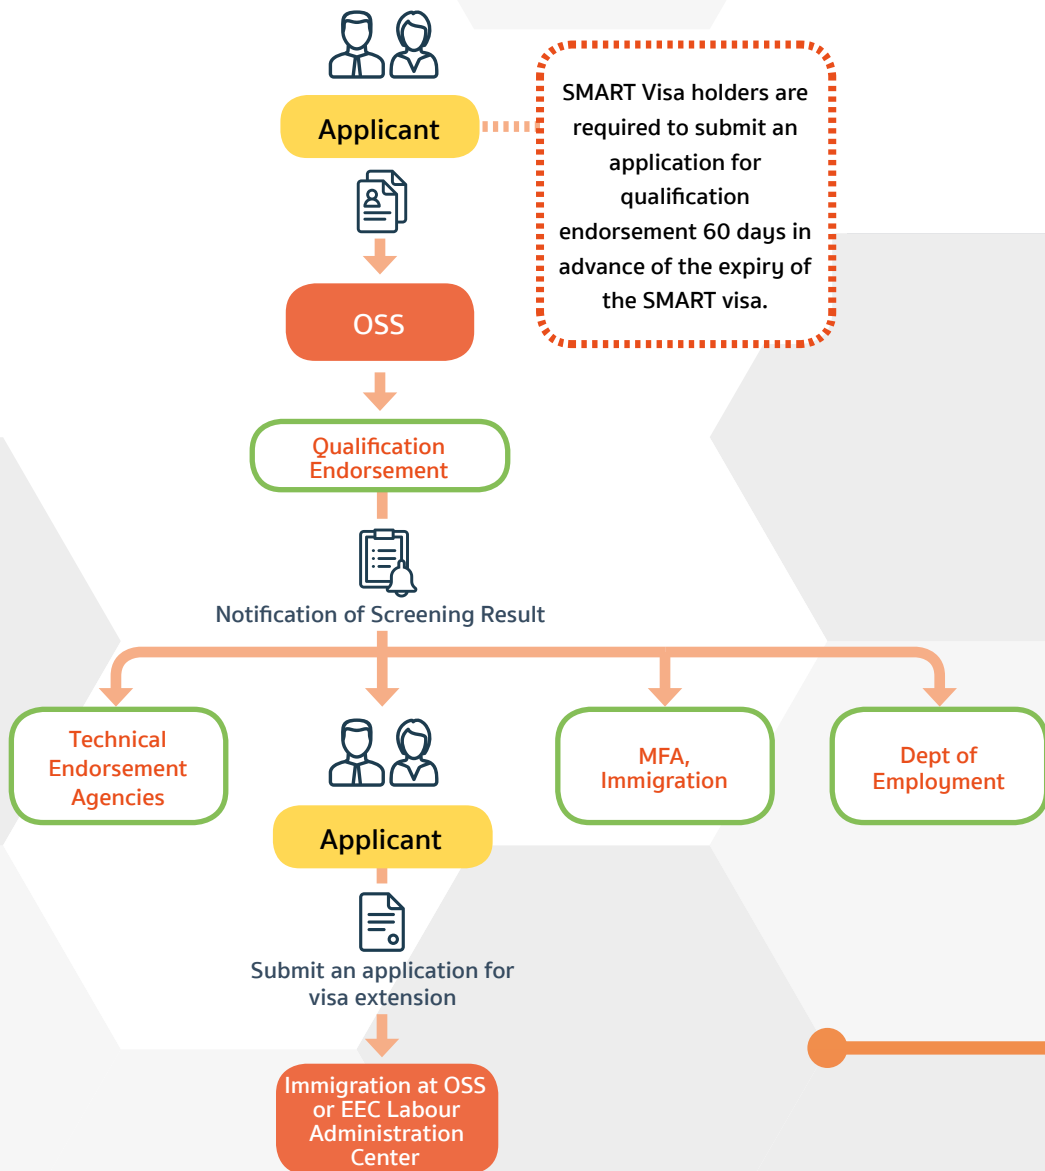 Applicant
SMART Visa holders are
required to submit an
application for
qualification
endorsement 60 days in
advance of the expiry of
the SMART visa.
OSS
Qualification
Endorsement
Notification of Screening Result
Technical
Endorsement
Agencies
Applicant
MFA,
Immigration
Dept of
Employment
Submit an application for
visa extension
Immigration at OSS
or EEC Labour
Administration
Center